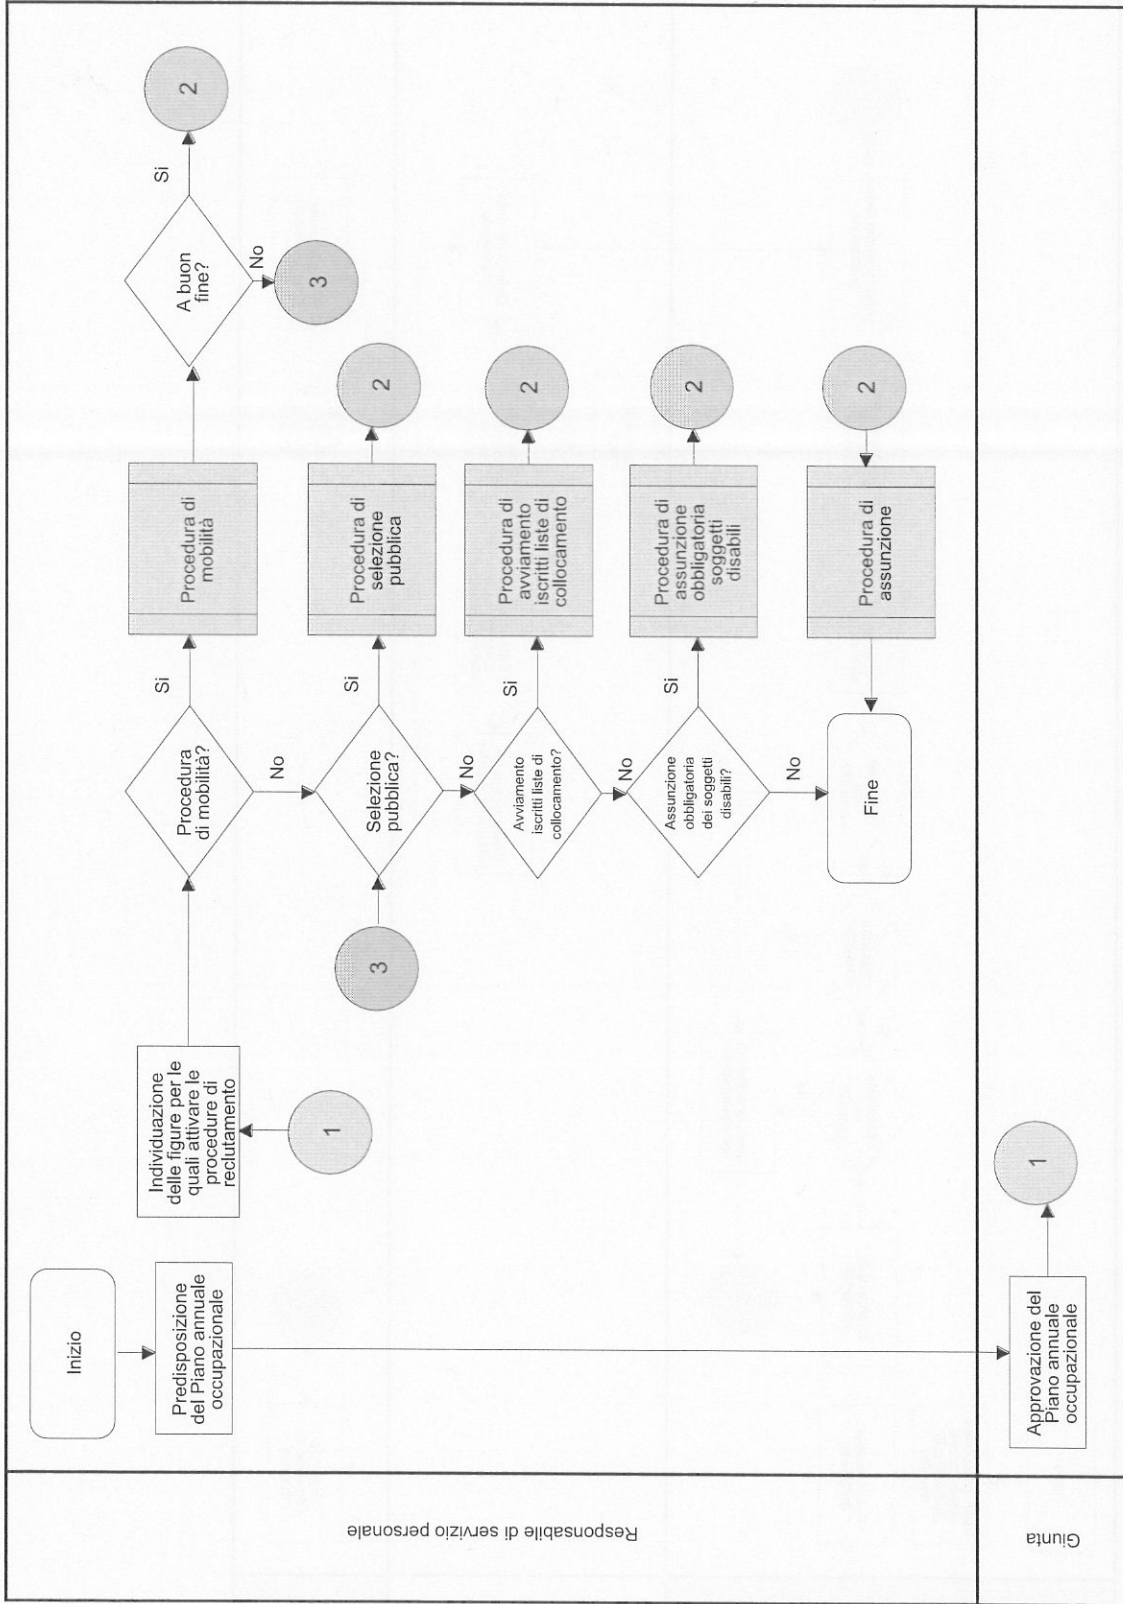 Responsabile di servizio personale
Inizio
Predisposizione
del Piano annuale
occupazionale
Individuazione
delle figure per le
quali attivare le
procedure di
reclutamento
1
Procedura
di mobilità?
Si
No
Procedura di
mobilità
A buon
fine?
Si
2
No
3
3
Selezione
pubblica?
Si
No
Procedura di
selezione
pubblica
2
Avviamento
iscritti liste di
collocamento?
Si
No
Procedura di
avviamento
iscritti liste di
collocamento
2
Assunzione
obbligatoria
dei soggetti
disabili?
Si
No
Procedura di
assunzione
obbligatoria
soggetti
disabili
2
Fine
Procedura di
assunzione
2
Giunta
Approvazione del
Piano annuale
occupazionale
1